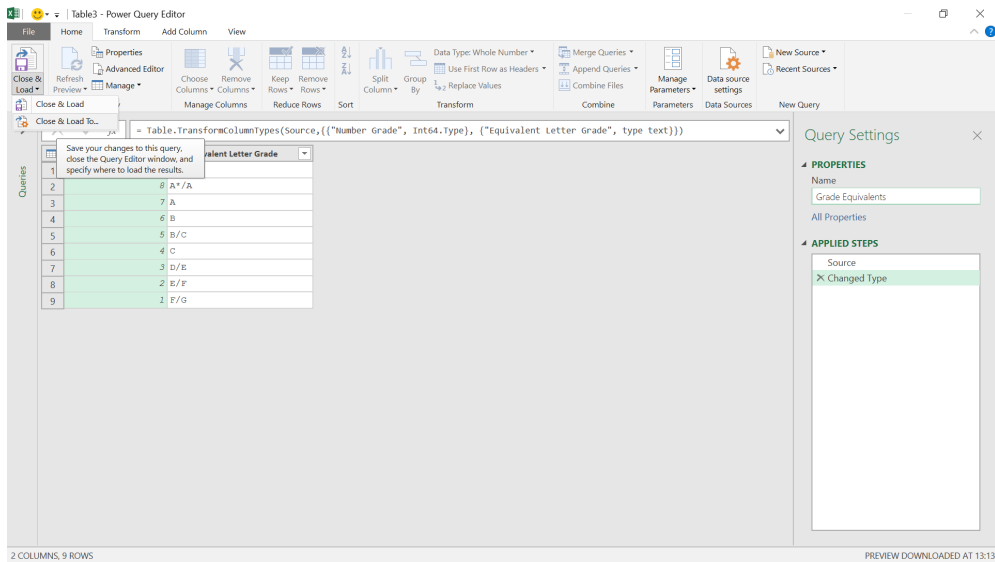 Table3 - Power Query Editor
File Home Transform Add Column View
Close & Load
Refresh Preview
Properties
Advanced Editor
Manage
Choose Columns
Remove Columns
Manage Columns
Keep Rows
Remove Rows
Reduce Rows
Sort
Split Column
Group By
Data Type: Whole Number
Use First Row as Headers
Replace Values
Transform
Merge Queries
Append Queries
Combine Files
Combine
Manage Parameters
Parameters
Data source settings
Data Sources
New Source
Recent Sources
New Query
Close & Load
Close & Load To...
Save your changes to this query,
close the Query Editor window, and
specify where to load the results.
= Table.TransformColumnTypes(Source,{{"Number Grade", Int64.Type}, {"Equivalent Letter Grade", type text}})
Queries
valent Letter Grade
1
2 8 A*/A
3 7 A
4 6 B
5 5 B/C
6 4 C
7 3 D/E
8 2 E/F
9 1 F/G
Query Settings
PROPERTIES
Name
Grade Equivalents
All Properties
APPLIED STEPS
Source
Changed Type
2 COLUMNS, 9 ROWS
PREVIEW DOWNLOADED AT 13:13